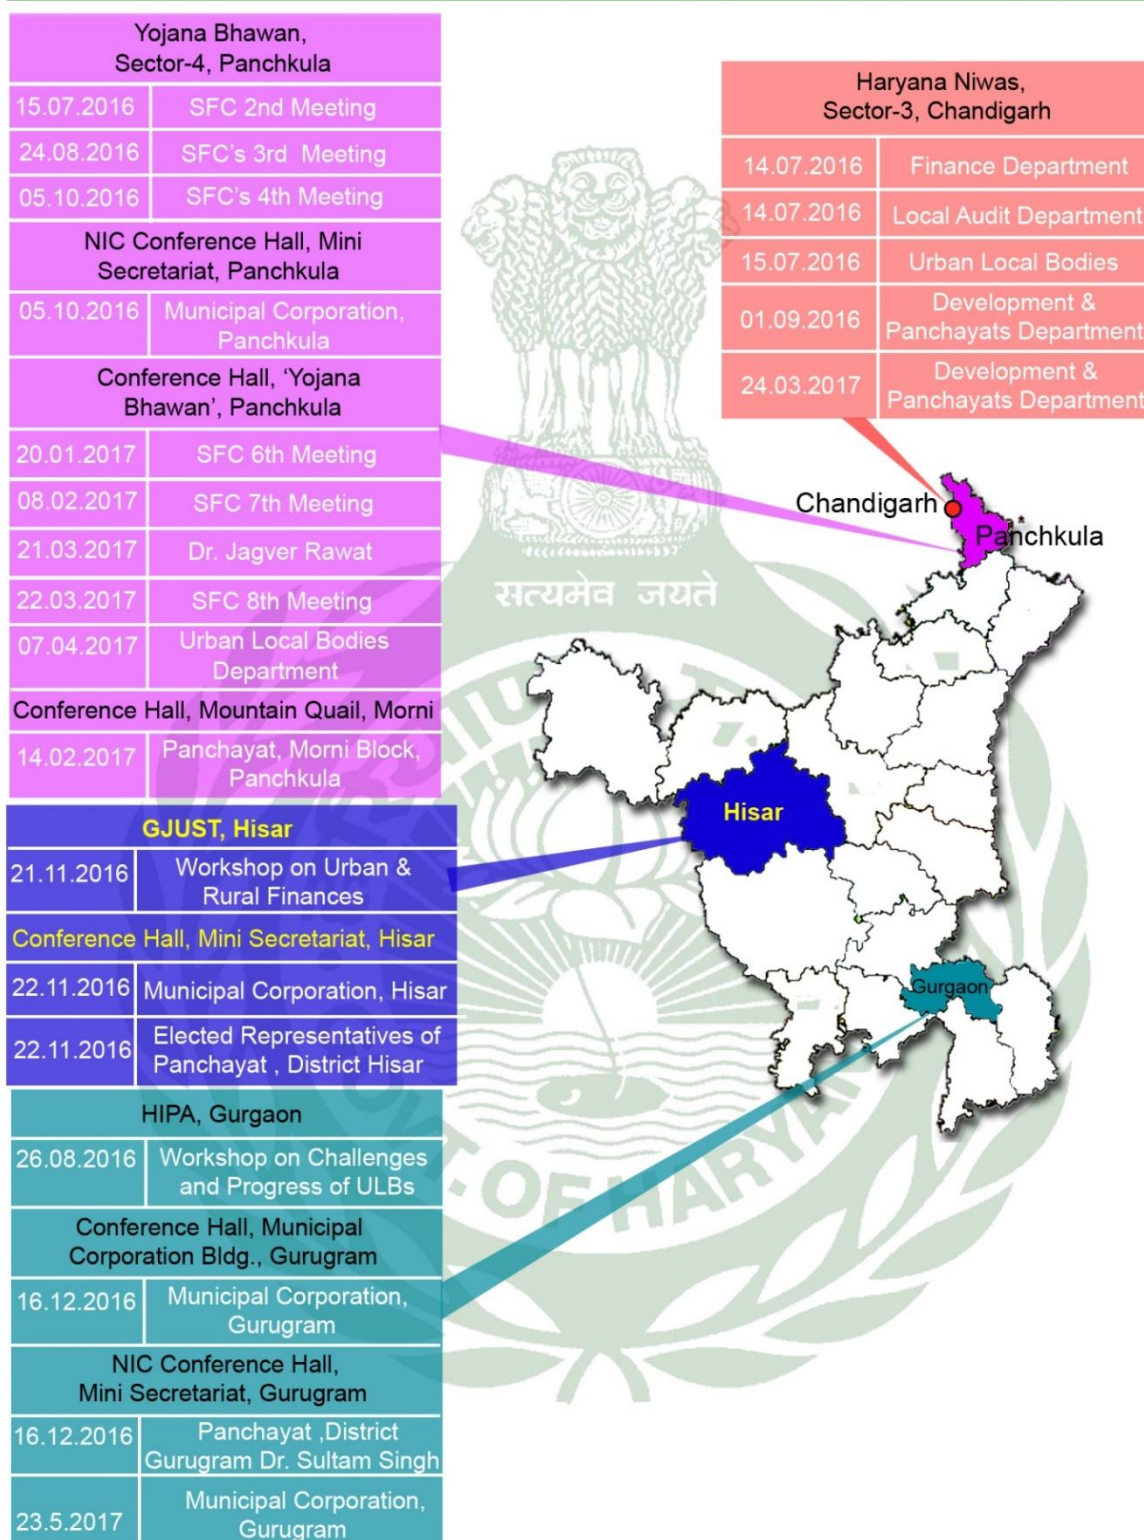 Yojana Bhawan,
Sector-4, Panchkula
15.07.2016 SFC 2nd Meeting
24.08.2016 SFC's 3rd Meeting
05.10.2016 SFC's 4th Meeting
NIC Conference Hall, Mini
Secretariat, Panchkula
05.10.2016 Municipal Corporation,
Panchkula
Conference Hall, ‘Yojana
Bhawan’, Panchkula
20.01.2017 SFC 6th Meeting
08.02.2017 SFC 7th Meeting
21.03.2017 Dr. Jagver Rawat
22.03.2017 SFC 8th Meeting
07.04.2017 Urban Local Bodies
Department
Conference Hall, Mountain Quail, Morni
14.02.2017 Panchayat, Morni Block,
Panchkula
GJUST, Hisar
21.11.2016 Workshop on Urban &
Rural Finances
Conference Hall, Mini Secretariat, Hisar
22.11.2016 Municipal Corporation, Hisar
22.11.2016 Elected Representatives of
Panchayat , District Hisar
HIPA, Gurgaon
26.08.2016 Workshop on Challenges
and Progress of ULBs
Conference Hall, Municipal
Corporation Bldg., Gurugram
16.12.2016 Municipal Corporation,
Gurugram
NIC Conference Hall,
Mini Secretariat, Gurugram
16.12.2016 Panchayat ,District
Gurugram Dr. Sultam Singh
23.5.2017 Municipal Corporation,
Gurugram
Haryana Niwas,
Sector-3, Chandigarh
14.07.2016 Finance Department
14.07.2016 Local Audit Department
15.07.2016 Urban Local Bodies
01.09.2016 Development &
Panchayats Department
24.03.2017 Development &
Panchayats Department
Chandigarh
Panchkula
Hisar
Gurgaon
सत्यमेव जयते
GOVT. OF HARYANA